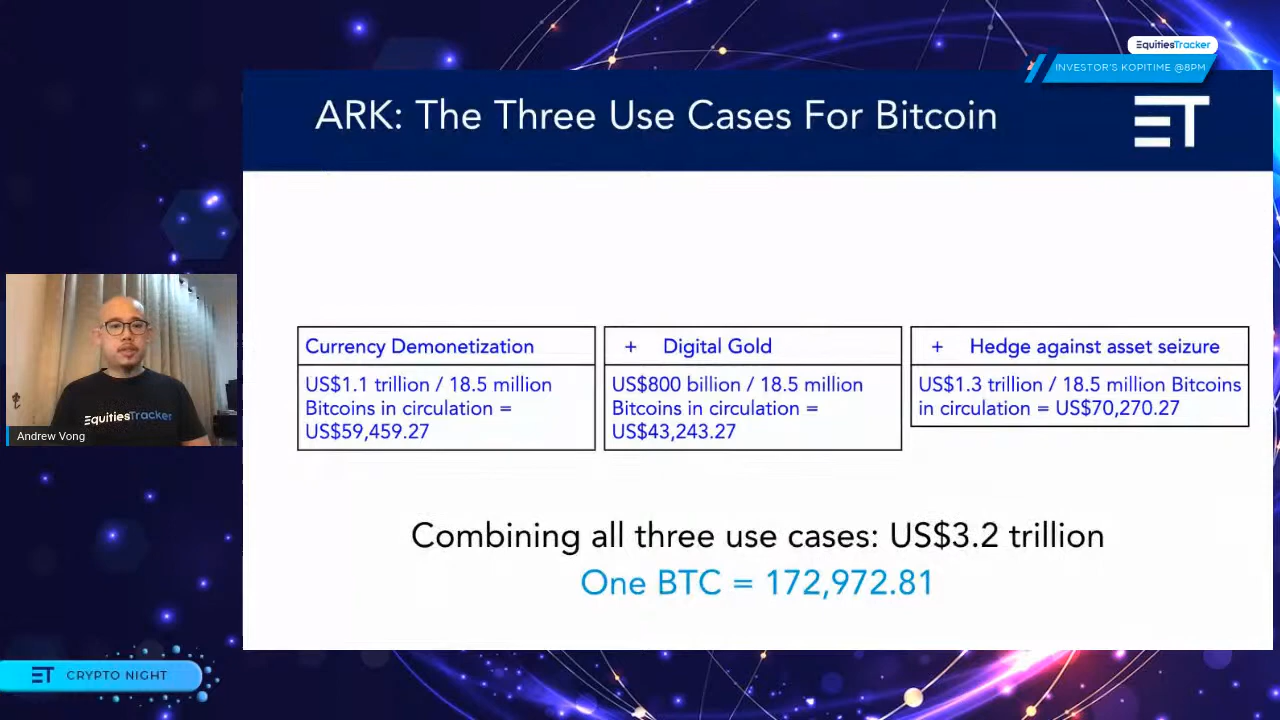 EquitiesTracker
INVESTOR'S KOPITIME @8PM
ARK: The Three Use Cases For Bitcoin
ET
Currency Demonetization
US$1.1 trillion / 18.5 million
Bitcoins in circulation =
US$59,459.27
+ Digital Gold
US$800 billion / 18.5 million
Bitcoins in circulation =
US$43,243.27
+ Hedge against asset seizure
US$1.3 trillion / 18.5 million Bitcoins
in circulation = US$70,270.27
EquitiesTracker
Andrew Vong
Combining all three use cases: US$3.2 trillion
One BTC = 172,972.81
ET CRYPTO NIGHT